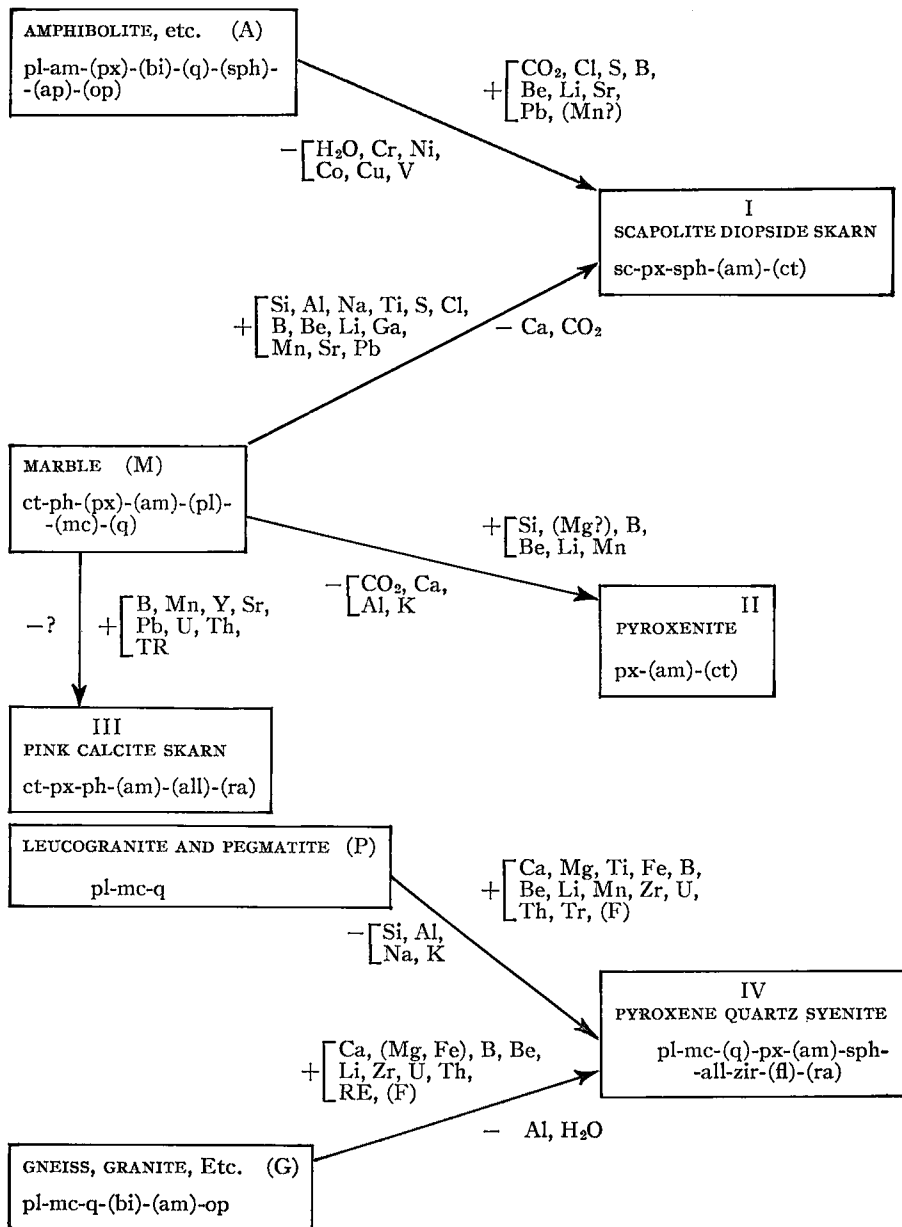 AMPHIBOLITE, etc. (A)
pl-am-(px)-(bi)-(q)-(sph)-
-(ap)-(op)
+ CO₂, Cl, S, B,
Be, Li, Sr,
Pb, (Mn?)
− H₂O, Cr, Ni,
Co, Cu, V
I
SCAPOLITE DIOPSIDE SKARN
sc-px-sph-(am)-(ct)
+ Si, Al, Na, Ti, S, Cl,
B, Be, Li, Ga,
Mn, Sr, Pb
− Ca, CO₂
MARBLE (M)
ct-ph-(px)-(am)-(pl)-
-(mc)-(q)
+ Si, (Mg?), B,
Be, Li, Mn
− CO₂, Ca,
Al, K
II
PYROXENITE
px-(am)-(ct)
−?
+ B, Mn, Y, Sr,
Pb, U, Th,
TR
III
PINK CALCITE SKARN
ct-px-ph-(am)-(all)-(ra)
LEUCOGRANITE AND PEGMATITE (P)
pl-mc-q
+ Ca, Mg, Ti, Fe, B,
Be, Li, Mn, Zr, U,
Th, Tr, (F)
− Si, Al,
Na, K
IV
PYROXENE QUARTZ SYENITE
pl-mc-(q)-px-(am)-sph-
-all-zir-(fl)-(ra)
+ Ca, (Mg, Fe), B, Be,
Li, Zr, U, Th,
RE, (F)
− Al, H₂O
GNEISS, GRANITE, Etc. (G)
pl-mc-q-(bi)-(am)-op